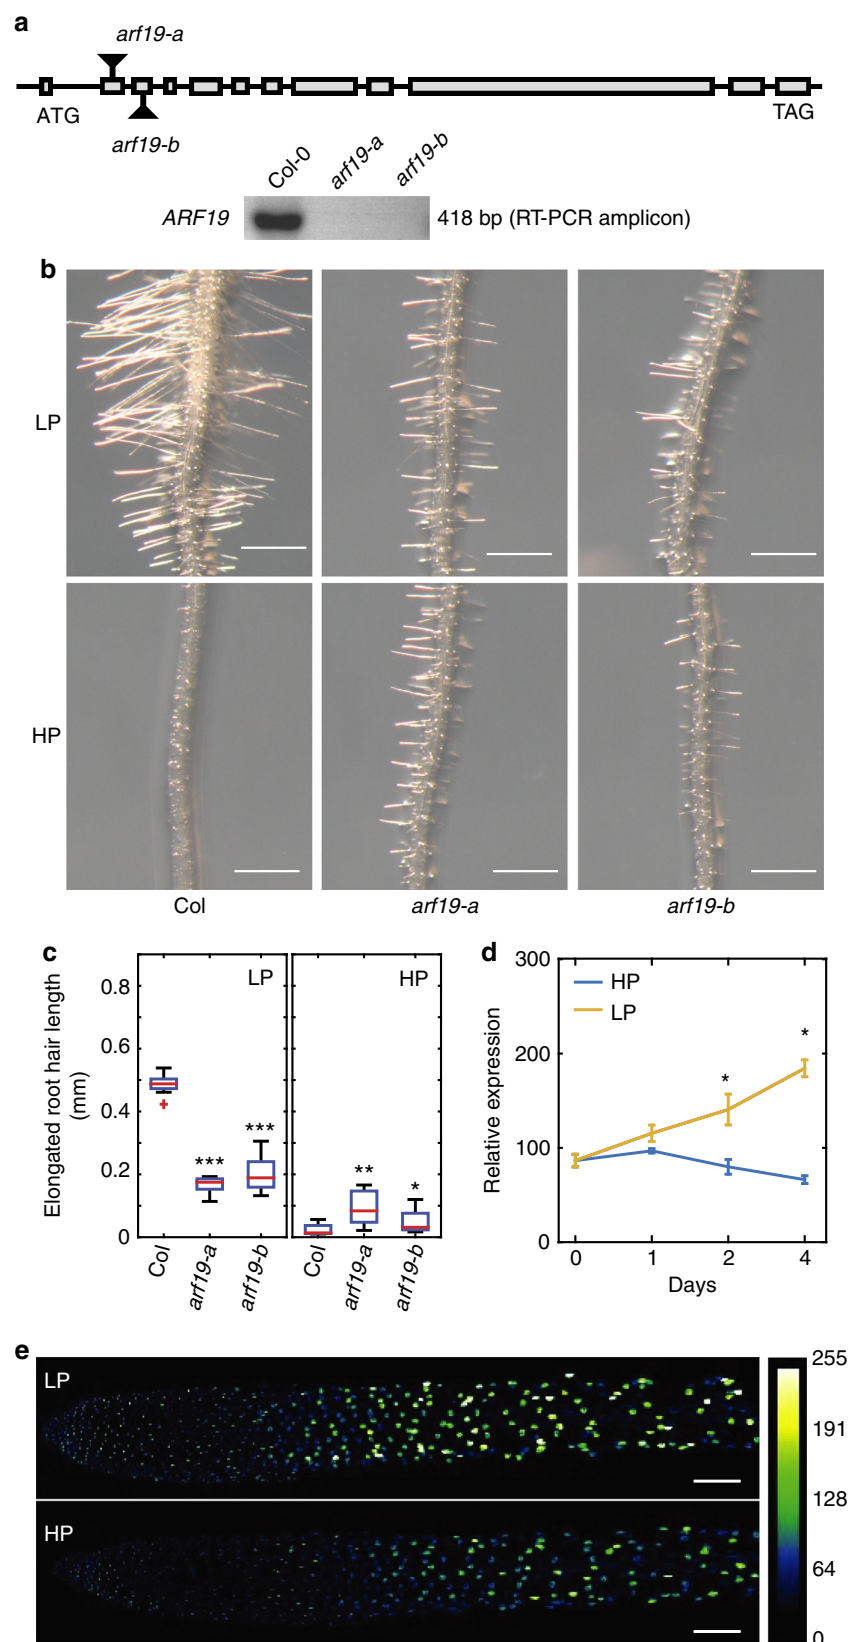 a
arf19-a
ATG
TAG
arf19-b
Col-0
arf19-a
arf19-b
ARF19
418 bp (RT-PCR amplicon)
b
LP
HP
Col
arf19-a
arf19-b
c
Elongated root hair length
(mm)
0.8
0.6
0.4
0.2
0
LP
HP
***
***
**
*
Col
arf19-a
arf19-b
Col
arf19-a
arf19-b
d
Relative expression
300
200
100
0
HP
LP
*
*
0 1 2 4
Days
e
LP
HP
255
191
128
64
0